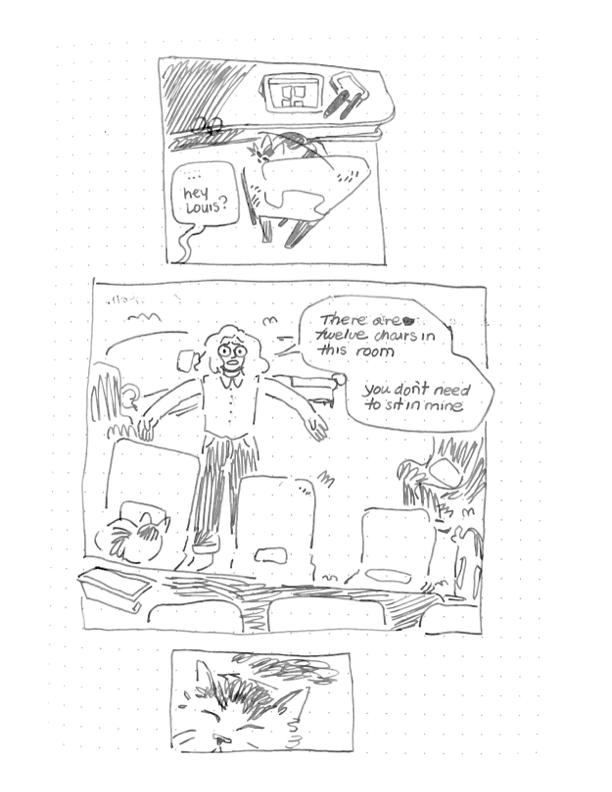 ...
hey
Louis?
There are
twelve chairs in
this room
you don't need
to sit in mine